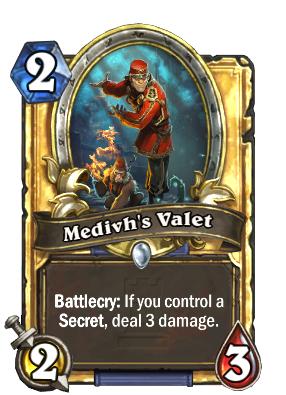 2
Medivh's Valet
Battlecry: If you control a
Secret, deal 3 damage.
2
3